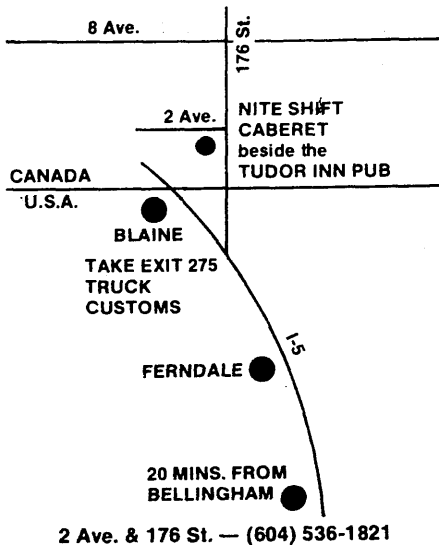 8 Ave.
176 St.
2 Ave.
NITE SHIFT
CABERET
beside the
TUDOR INN PUB
CANADA
U.S.A.
BLAINE
TAKE EXIT 275
TRUCK
CUSTOMS
I-5
FERNDALE
20 MINS. FROM
BELLINGHAM
2 Ave. & 176 St. — (604) 536-1821